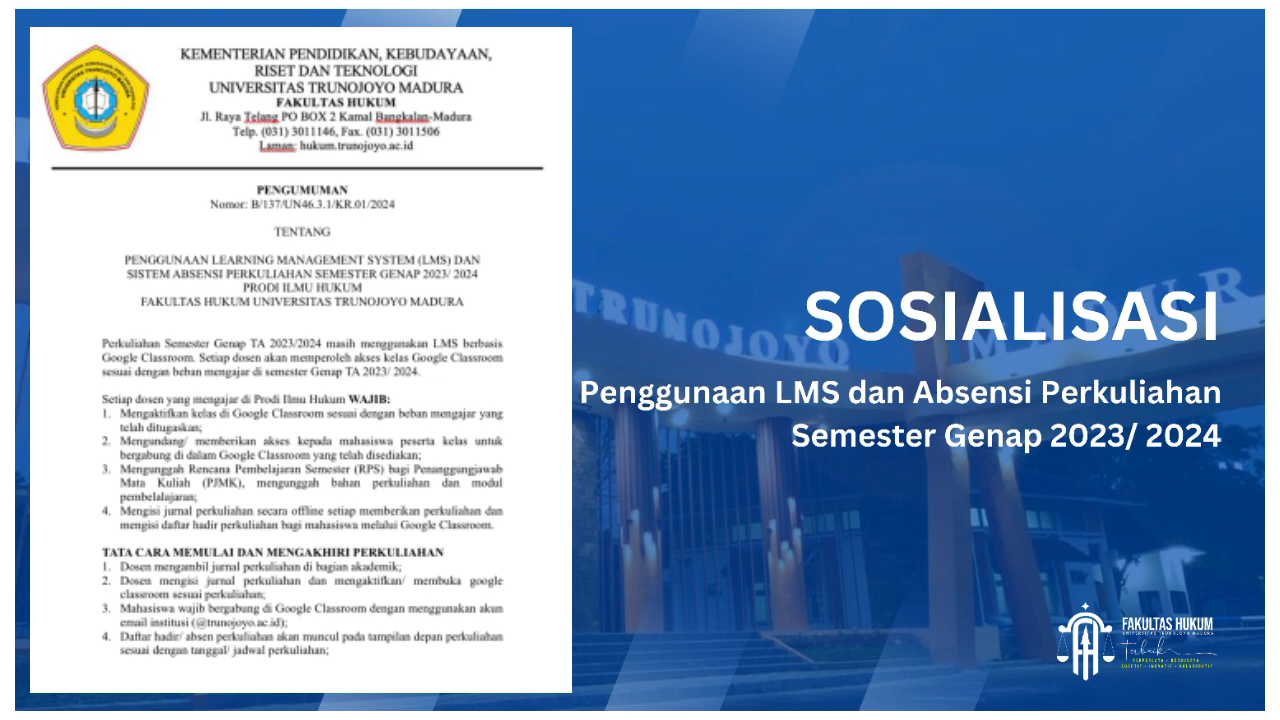 KEMENTERIAN PENDIDIKAN, KEBUDAYAAN,
RISET DAN TEKNOLOGI
UNIVERSITAS TRUNOJOYO MADURA
FAKULTAS HUKUM
Jl. Raya Telang PO BOX 2 Kamal Bangkalan-Madura
Telp. (031) 3011146, Fax. (031) 3011506
Laman: hukum.trunojoyo.ac.id
PENGUMUMAN
Nomor: B/137/UN46.3.1/KR.01/2024
TENTANG
PENGGUNAAN LEARNING MANAGEMENT SYSTEM (LMS) DAN
SISTEM ABSENSI PERKULIAHAN SEMESTER GENAP 2023/ 2024
PRODI ILMU HUKUM
FAKULTAS HUKUM UNIVERSITAS TRUNOJOYO MADURA
Perkuliahan Semester Genap TA 2023/2024 masih menggunakan LMS berbasis
Google Classroom. Setiap dosen akan memperoleh akses kelas Google Classroom
sesuai dengan beban mengajar di semester Genap TA 2023/ 2024.
Setiap dosen yang mengajar di Prodi Ilmu Hukum WAJIB:
1. Mengaktifkan kelas di Google Classroom sesuai dengan beban mengajar yang
telah ditugaskan;
2. Mengundang/ memberikan akses kepada mahasiswa peserta kelas untuk
bergabung di dalam Google Classroom yang telah disediakan;
3. Mengunggah Rencana Pembelajaran Semester (RPS) bagi Penanggungjawab
Mata Kuliah (PJMK), mengunggah bahan perkuliahan dan modul
pembelalajaran;
4. Mengisi jurnal perkuliahan secara offline setiap memberikan perkuliahan dan
mengisi daftar hadir perkuliahan bagi mahasiswa melalui Google Classroom.
TATA CARA MEMULAI DAN MENGAKHIRI PERKULIAHAN
1. Dosen mengambil jurnal perkuliahan di bagian akademik;
2. Dosen mengisi jurnal perkuliahan dan mengaktifkan/ membuka google
classroom sesuai perkuliahan;
3. Mahasiswa wajib bergabung di Google Classroom dengan menggunakan akun
email institusi (@trunojoyo.ac.id);
4. Daftar hadir/ absen perkuliahan akan muncul pada tampilan depan perkuliahan
sesuai dengan tanggal/ jadwal perkuliahan;
TRUNOJOYO MADUR
SOSIALISASI
Penggunaan LMS dan Absensi Perkuliahan
Semester Genap 2023/ 2024
FAKULTAS HUKUM
UNIVERSITAS TRUNOJOYO MADURA
Terbaik